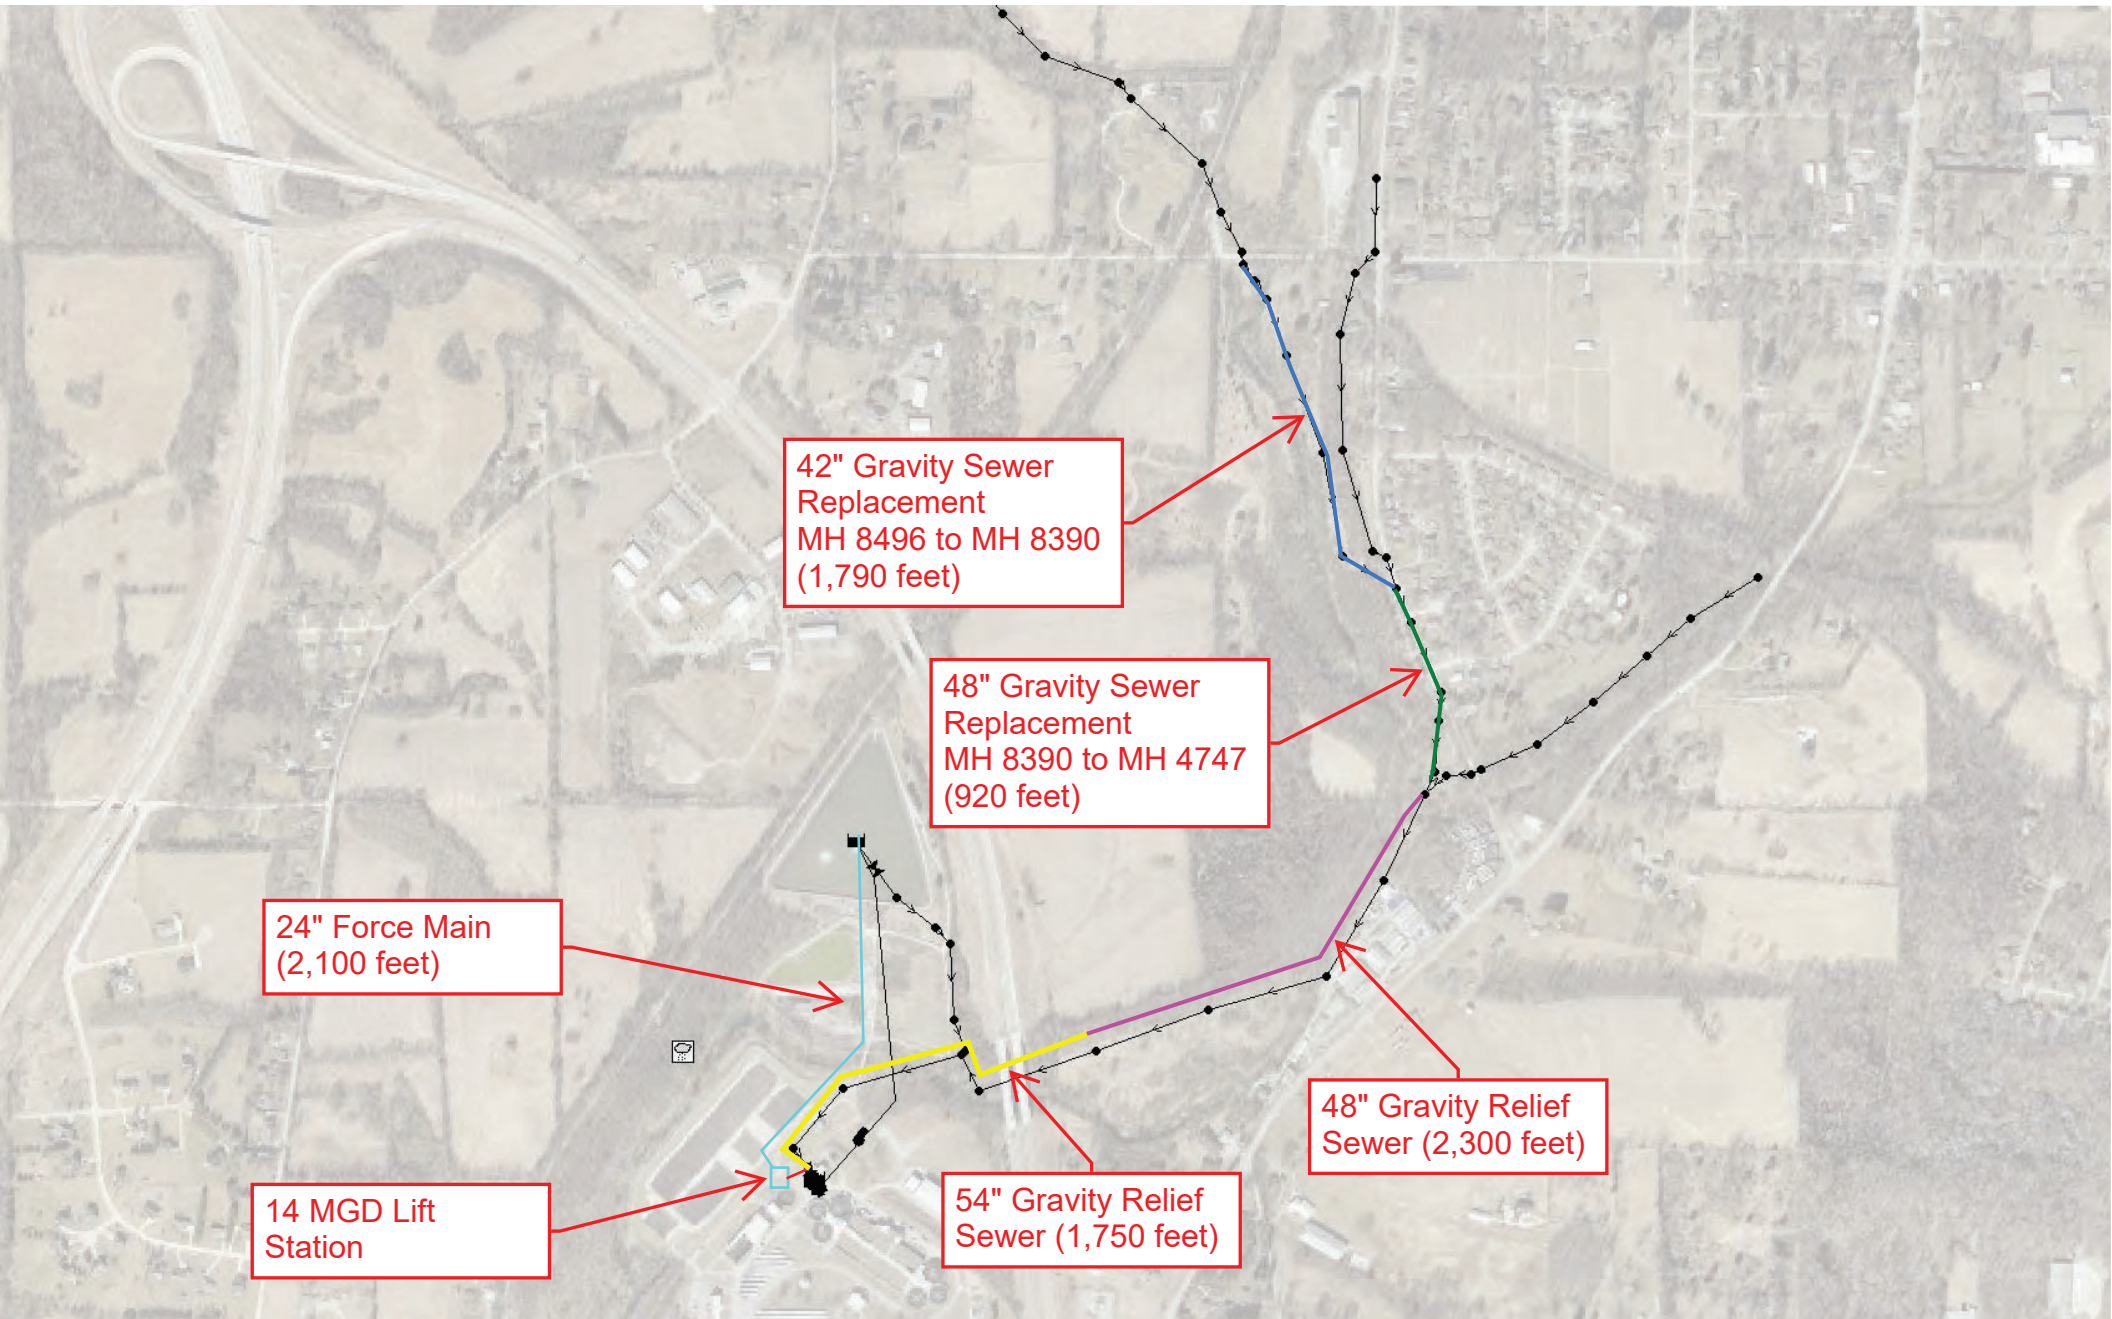 42" Gravity Sewer
Replacement
MH 8496 to MH 8390
(1,790 feet)
48" Gravity Sewer
Replacement
MH 8390 to MH 4747
(920 feet)
24" Force Main
(2,100 feet)
48" Gravity Relief
Sewer (2,300 feet)
54" Gravity Relief
Sewer (1,750 feet)
14 MGD Lift
Station